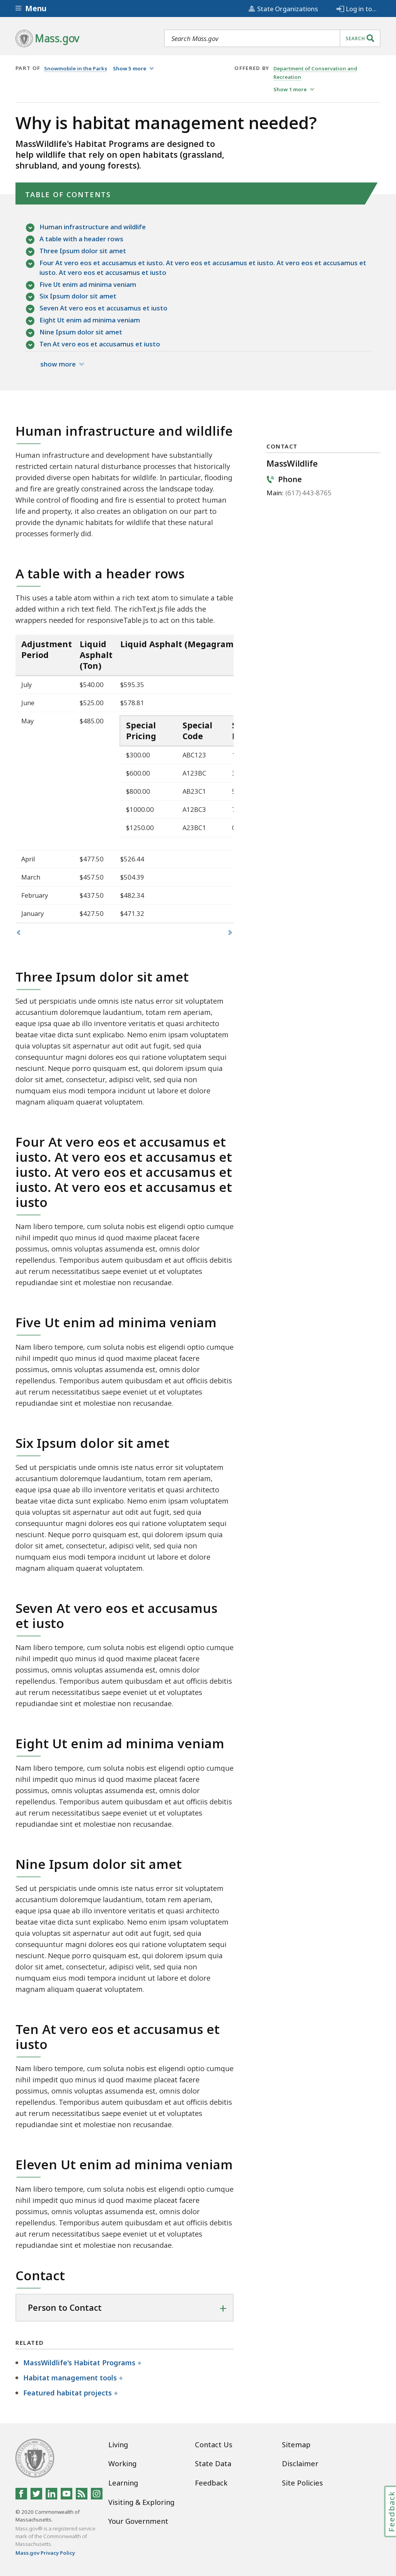 Menu
State Organizations
Log in to...
Mass.gov
Search Mass.gov
SEARCH
PART OF Snowmobile in the Parks Show 5 more
OFFERED BY Department of Conservation and
Recreation
Show 1 more
Why is habitat management needed?
MassWildlife's Habitat Programs are designed to
help wildlife that rely on open habitats (grassland,
shrubland, and young forests).
TABLE OF CONTENTS
Human infrastructure and wildlife
A table with a header rows
Three Ipsum dolor sit amet
Four At vero eos et accusamus et iusto. At vero eos et accusamus et iusto. At vero eos et accusamus et
iusto. At vero eos et accusamus et iusto
Five Ut enim ad minima veniam
Six Ipsum dolor sit amet
Seven At vero eos et accusamus et iusto
Eight Ut enim ad minima veniam
Nine Ipsum dolor sit amet
Ten At vero eos et accusamus et iusto
show more
Human infrastructure and wildlife
Human infrastructure and development have substantially
restricted certain natural disturbance processes that historically
provided diverse open habitats for wildlife. In particular, flooding
and fire are greatly constrained across the landscape today.
While control of flooding and fire is essential to protect human
life and property, it also creates an obligation on our part to
provide the dynamic habitats for wildlife that these natural
processes formerly did.
CONTACT
MassWildlife
Phone
Main: (617) 443-8765
A table with a header rows
This uses a table atom within a rich text atom to simulate a table
added within a rich text field. The richText.js file adds the
wrappers needed for responsiveTable.js to act on this table.
Adjustment Period Liquid Asphalt (Ton) Liquid Asphalt (Megagram
July $540.00 $595.35
June $525.00 $578.81
May $485.00
Special Pricing Special Code
$300.00 ABC123
$600.00 A123BC
$800.00 AB23C1
$1000.00 A12BC3
$1250.00 A23BC1
April $477.50 $526.44
March $457.50 $504.39
February $437.50 $482.34
January $427.50 $471.32
Three Ipsum dolor sit amet
Sed ut perspiciatis unde omnis iste natus error sit voluptatem
accusantium doloremque laudantium, totam rem aperiam,
eaque ipsa quae ab illo inventore veritatis et quasi architecto
beatae vitae dicta sunt explicabo. Nemo enim ipsam voluptatem
quia voluptas sit aspernatur aut odit aut fugit, sed quia
consequuntur magni dolores eos qui ratione voluptatem sequi
nesciunt. Neque porro quisquam est, qui dolorem ipsum quia
dolor sit amet, consectetur, adipisci velit, sed quia non
numquam eius modi tempora incidunt ut labore et dolore
magnam aliquam quaerat voluptatem.
Four At vero eos et accusamus et
iusto. At vero eos et accusamus et
iusto. At vero eos et accusamus et
iusto. At vero eos et accusamus et
iusto
Nam libero tempore, cum soluta nobis est eligendi optio cumque
nihil impedit quo minus id quod maxime placeat facere
possimus, omnis voluptas assumenda est, omnis dolor
repellendus. Temporibus autem quibusdam et aut officiis debitis
aut rerum necessitatibus saepe eveniet ut et voluptates
repudiandae sint et molestiae non recusandae.
Five Ut enim ad minima veniam
Nam libero tempore, cum soluta nobis est eligendi optio cumque
nihil impedit quo minus id quod maxime placeat facere
possimus, omnis voluptas assumenda est, omnis dolor
repellendus. Temporibus autem quibusdam et aut officiis debitis
aut rerum necessitatibus saepe eveniet ut et voluptates
repudiandae sint et molestiae non recusandae.
Six Ipsum dolor sit amet
Sed ut perspiciatis unde omnis iste natus error sit voluptatem
accusantium doloremque laudantium, totam rem aperiam,
eaque ipsa quae ab illo inventore veritatis et quasi architecto
beatae vitae dicta sunt explicabo. Nemo enim ipsam voluptatem
quia voluptas sit aspernatur aut odit aut fugit, sed quia
consequuntur magni dolores eos qui ratione voluptatem sequi
nesciunt. Neque porro quisquam est, qui dolorem ipsum quia
dolor sit amet, consectetur, adipisci velit, sed quia non
numquam eius modi tempora incidunt ut labore et dolore
magnam aliquam quaerat voluptatem.
Seven At vero eos et accusamus
et iusto
Nam libero tempore, cum soluta nobis est eligendi optio cumque
nihil impedit quo minus id quod maxime placeat facere
possimus, omnis voluptas assumenda est, omnis dolor
repellendus. Temporibus autem quibusdam et aut officiis debitis
aut rerum necessitatibus saepe eveniet ut et voluptates
repudiandae sint et molestiae non recusandae.
Eight Ut enim ad minima veniam
Nam libero tempore, cum soluta nobis est eligendi optio cumque
nihil impedit quo minus id quod maxime placeat facere
possimus, omnis voluptas assumenda est, omnis dolor
repellendus. Temporibus autem quibusdam et aut officiis debitis
aut rerum necessitatibus saepe eveniet ut et voluptates
repudiandae sint et molestiae non recusandae.
Nine Ipsum dolor sit amet
Sed ut perspiciatis unde omnis iste natus error sit voluptatem
accusantium doloremque laudantium, totam rem aperiam,
eaque ipsa quae ab illo inventore veritatis et quasi architecto
beatae vitae dicta sunt explicabo. Nemo enim ipsam voluptatem
quia voluptas sit aspernatur aut odit aut fugit, sed quia
consequuntur magni dolores eos qui ratione voluptatem sequi
nesciunt. Neque porro quisquam est, qui dolorem ipsum quia
dolor sit amet, consectetur, adipisci velit, sed quia non
numquam eius modi tempora incidunt ut labore et dolore
magnam aliquam quaerat voluptatem.
Ten At vero eos et accusamus et
iusto
Nam libero tempore, cum soluta nobis est eligendi optio cumque
nihil impedit quo minus id quod maxime placeat facere
possimus, omnis voluptas assumenda est, omnis dolor
repellendus. Temporibus autem quibusdam et aut officiis debitis
aut rerum necessitatibus saepe eveniet ut et voluptates
repudiandae sint et molestiae non recusandae.
Eleven Ut enim ad minima veniam
Nam libero tempore, cum soluta nobis est eligendi optio cumque
nihil impedit quo minus id quod maxime placeat facere
possimus, omnis voluptas assumenda est, omnis dolor
repellendus. Temporibus autem quibusdam et aut officiis debitis
aut rerum necessitatibus saepe eveniet ut et voluptates
repudiandae sint et molestiae non recusandae.
Contact
Person to Contact
RELATED
MassWildlife's Habitat Programs +
Habitat management tools +
Featured habitat projects +
© 2020 Commonwealth of
Massachusetts.
Mass.gov® is a registered service
mark of the Commonwealth of
Massachusetts.
Mass.gov Privacy Policy
Living
Working
Learning
Visiting & Exploring
Your Government
Contact Us
State Data
Feedback
Sitemap
Disclaimer
Site Policies
Feedback